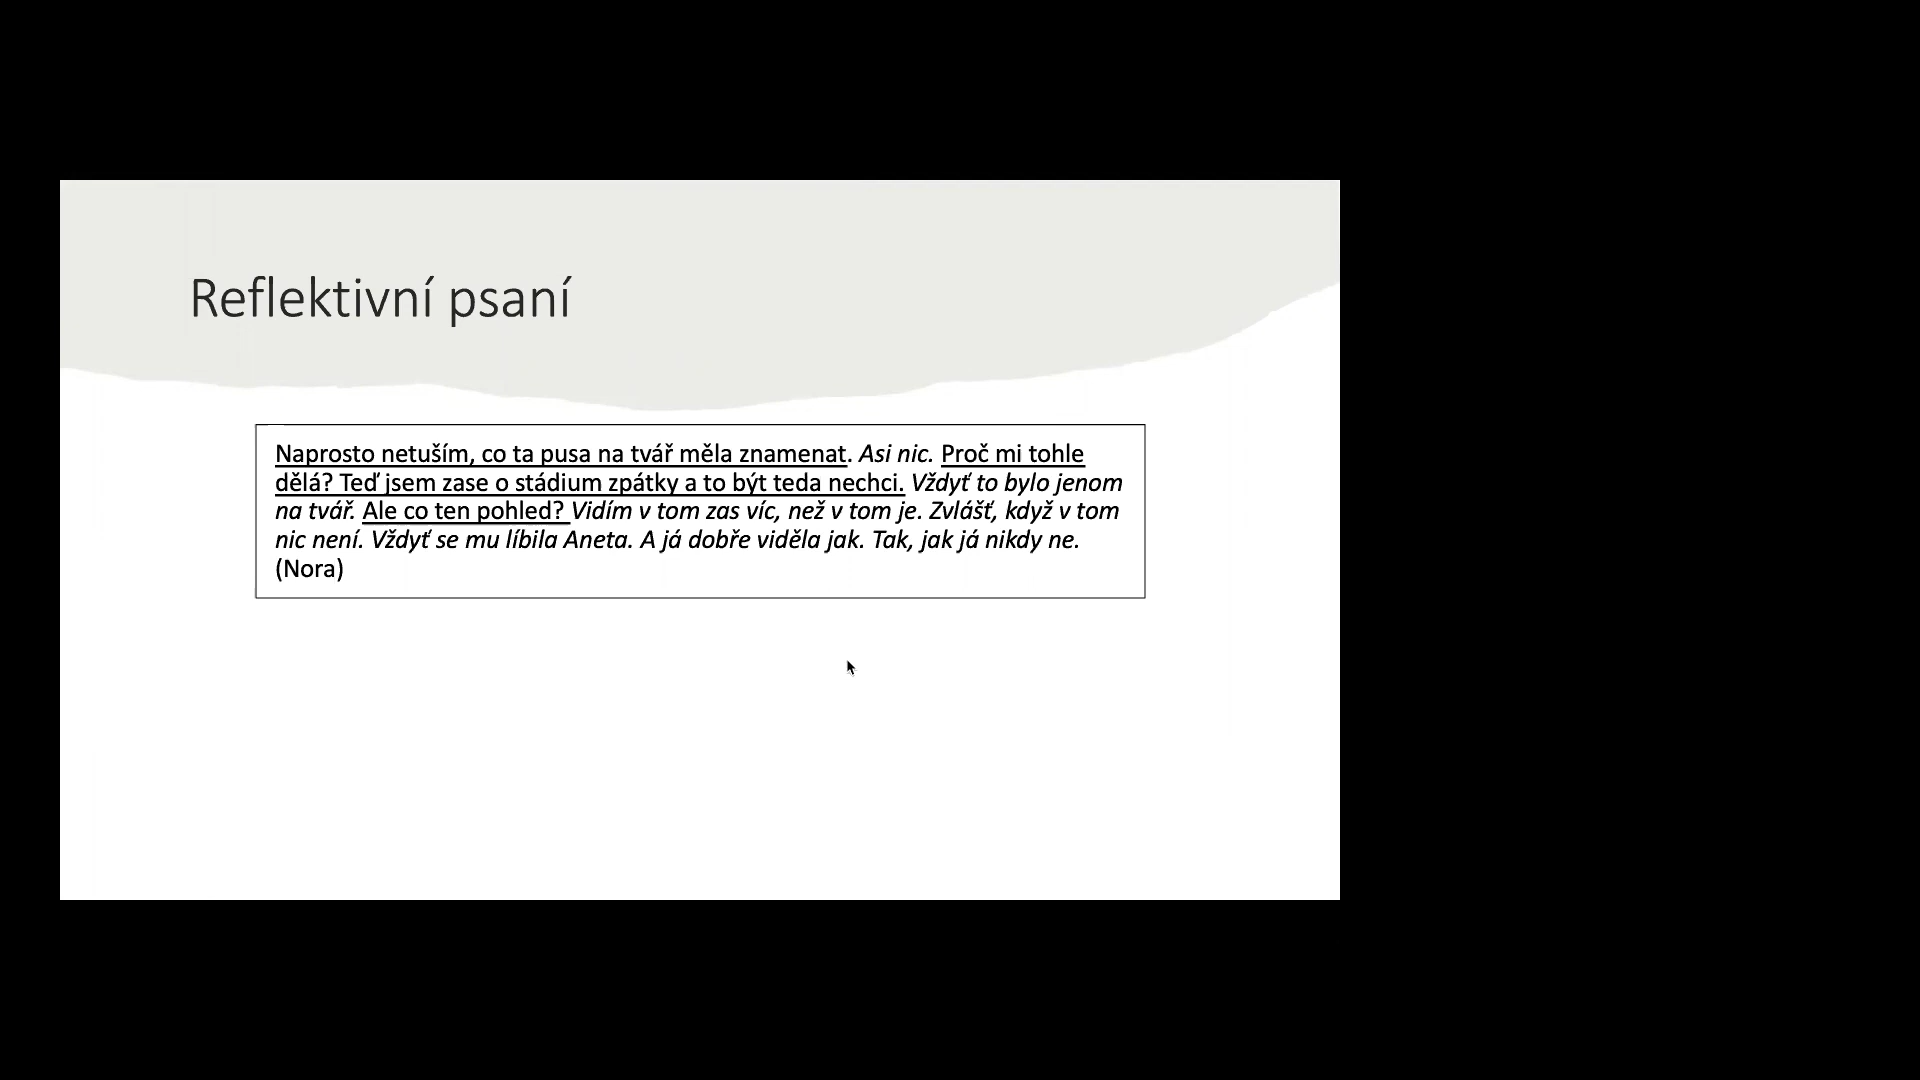 Reflektivní psaní
Naprosto netuším, co ta pusa na tvář měla znamenat. Asi nic. Proč mi tohle
dělá? Teď jsem zase o stádium zpátky a to být teda nechci. Vždyť to bylo jenom
na tvář. Ale co ten pohled? Vidím v tom zas víc, než v tom je. Zvlášť, když v tom
nic není. Vždyť se mu líbila Aneta. A já dobře viděla jak. Tak, jak já nikdy ne.
(Nora)